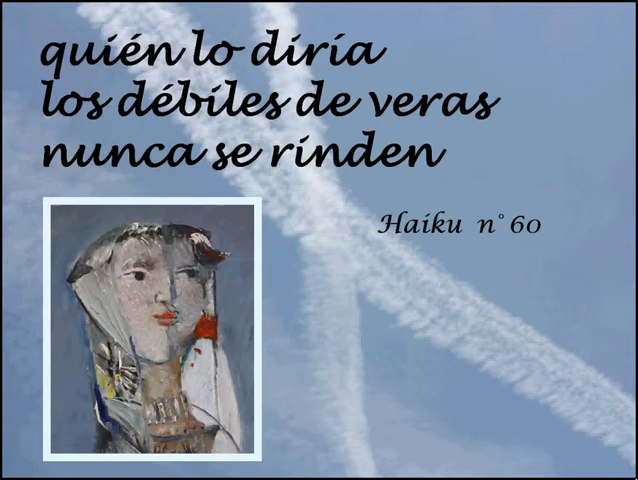 quién lo diría
los débiles de veras
nunca se rinden
Haiku n° 60